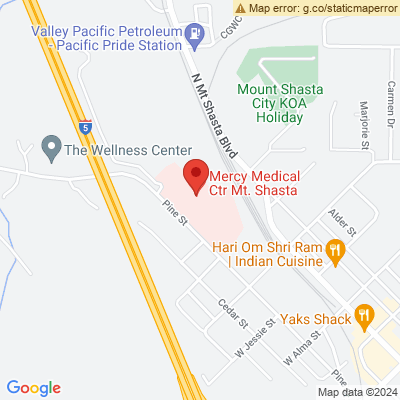 Map error: g.co/staticmaperror
Valley Pacific Petroleum
- Pacific Pride Station
CGWC
N Mt Shasta Blvd
Mount Shasta
City KOA
Holiday
Carmen Dr
Marjorie St
5
The Wellness Center
Mercy Medical
Ctr Mt. Shasta
Pine St
Alder St
Hari Om Shri Ram
| Indian Cuisine
Cedar St
Yaks Shack
W Jessie St
W Alma St
Pine
Google
Map data ©2024